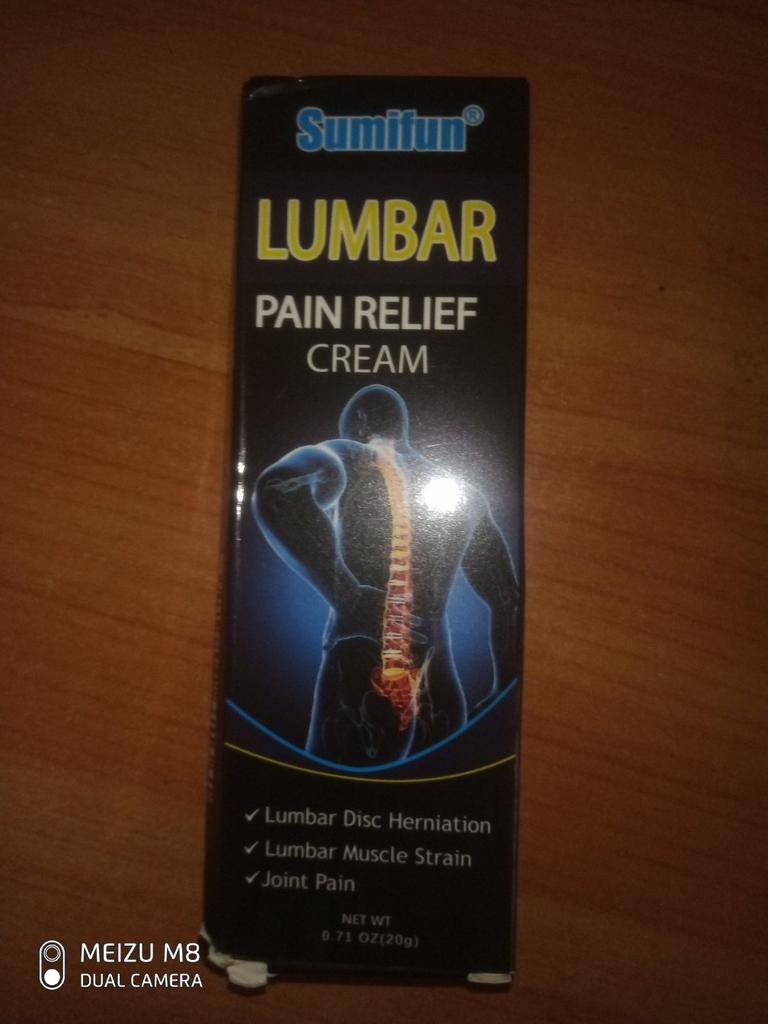 Sumifun®
LUMBAR
PAIN RELIEF
CREAM
✓ Lumbar Disc Herniation
✓ Lumbar Muscle Strain
✓ Joint Pain
NET WT
0.71 OZ(20g)
MEIZU M8
DUAL CAMERA